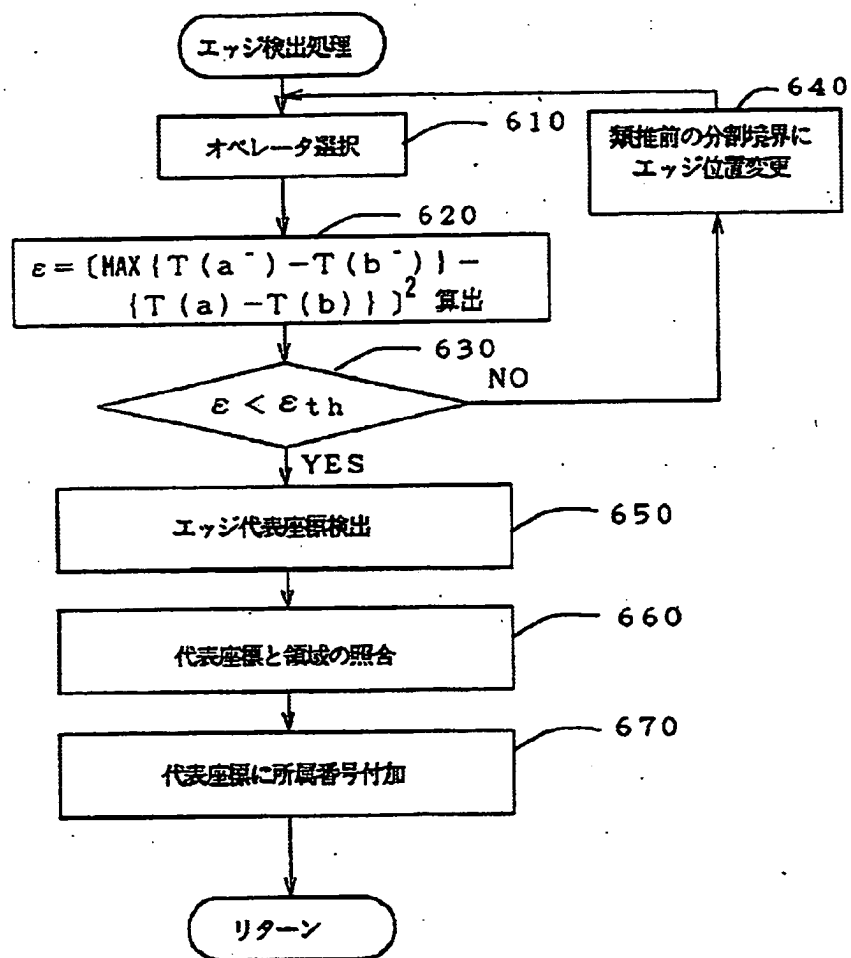 エッジ検出処理
640
610
オペレータ選択
類推前の分割境界に
エッジ位置変更
620
ε=〔MAX{T(a⁻)-T(b⁻)}-
{T(a)-T(b)}〕² 算出
630
NO
ε<εth
YES
エッジ代表座標検出
650
660
代表座標と領域の照合
670
代表座標に所属番号付加
リターン